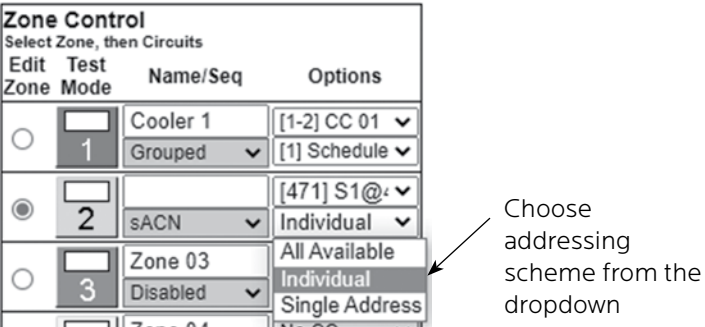 Zone Control
Select Zone, then Circuits
Edit Zone Test Mode Name/Seq Options
1 Cooler 1 [1-2] CC 01
Grouped [1] Schedule
2 [471] S1@
sACN Individual
All Available
3 Zone 03 Individual
Disabled Single Address
Choose
addressing
scheme from the
dropdown